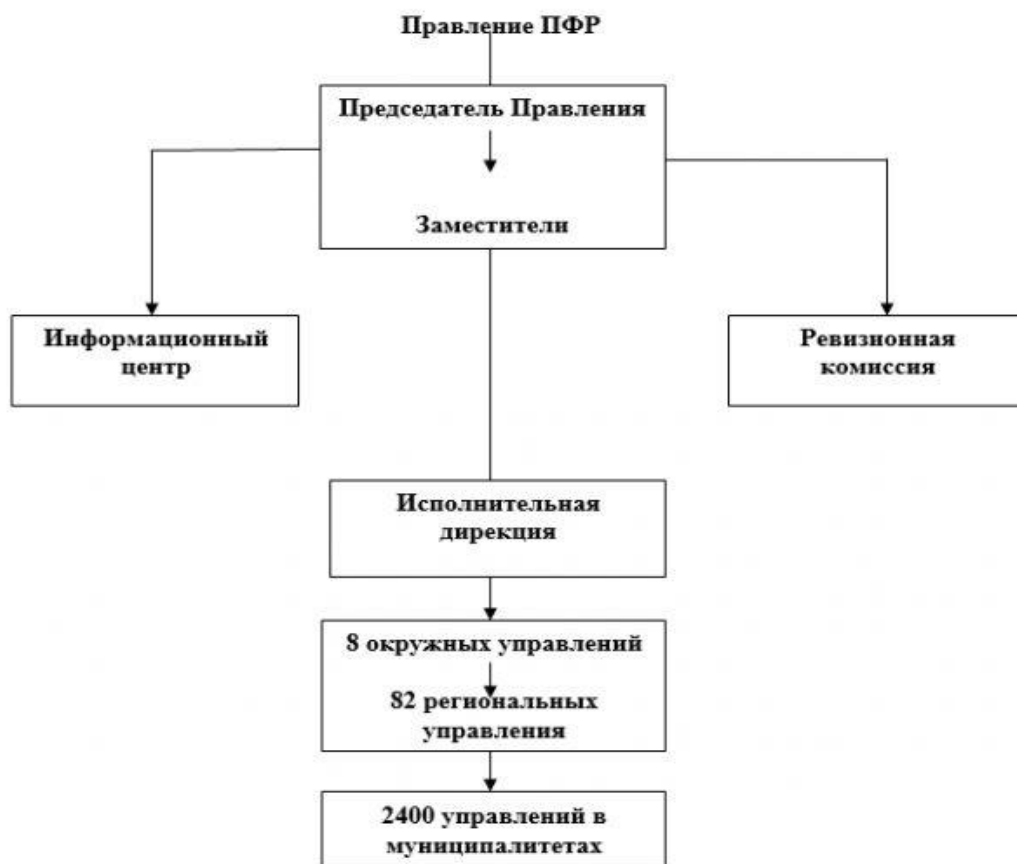 Правление ПФР
Председатель Правления
Заместители
Информационный
центр
Ревизионная
комиссия
Исполнительная
дирекция
8 окружных управлений
82 региональных
управления
2400 управлений в
муниципалитетах